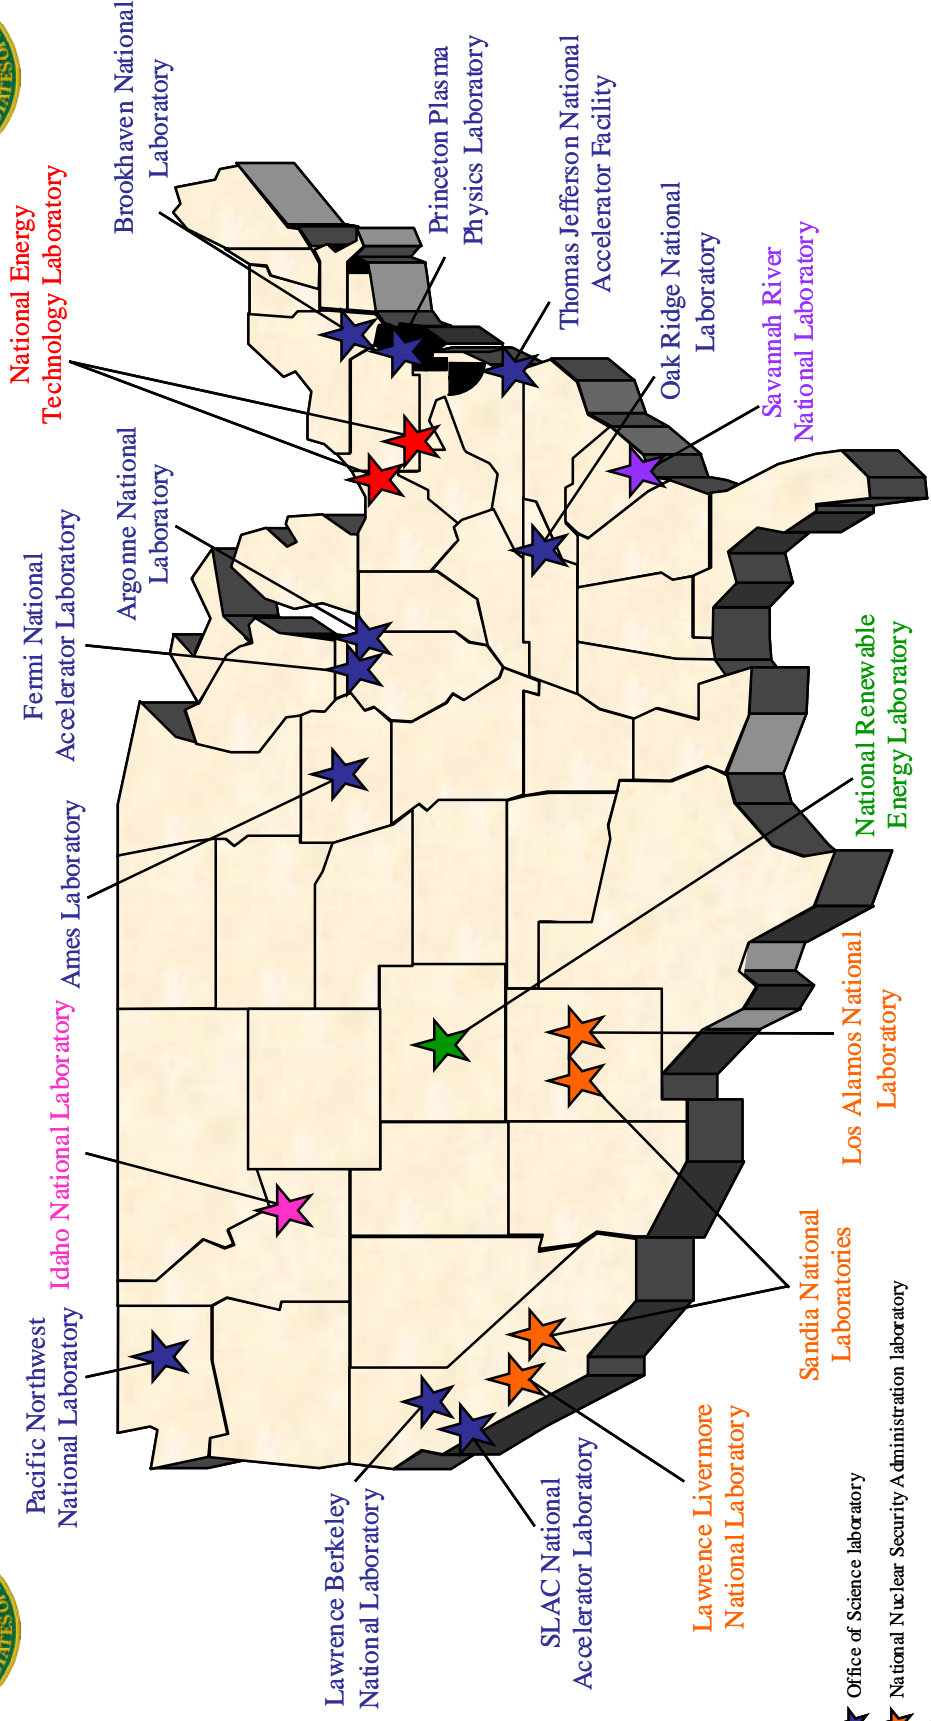 Pacific Northwest
National Laboratory
Idaho National Laboratory
Ames Laboratory
Fermi National
Accelerator Laboratory
Argonne National
Laboratory
National Energy
Technology Laboratory
Brookhaven National
Laboratory
Princeton Plasma
Physics Laboratory
Thomas Jefferson National
Accelerator Facility
Oak Ridge National
Laboratory
Savannah River
National Laboratory
National Renewable
Energy Laboratory
Los Alamos National
Laboratory
Sandia National
Laboratories
Lawrence Livermore
National Laboratory
SLAC National
Accelerator Laboratory
Lawrence Berkeley
National Laboratory
Office of Science laboratory
National Nuclear Security Administration laboratory